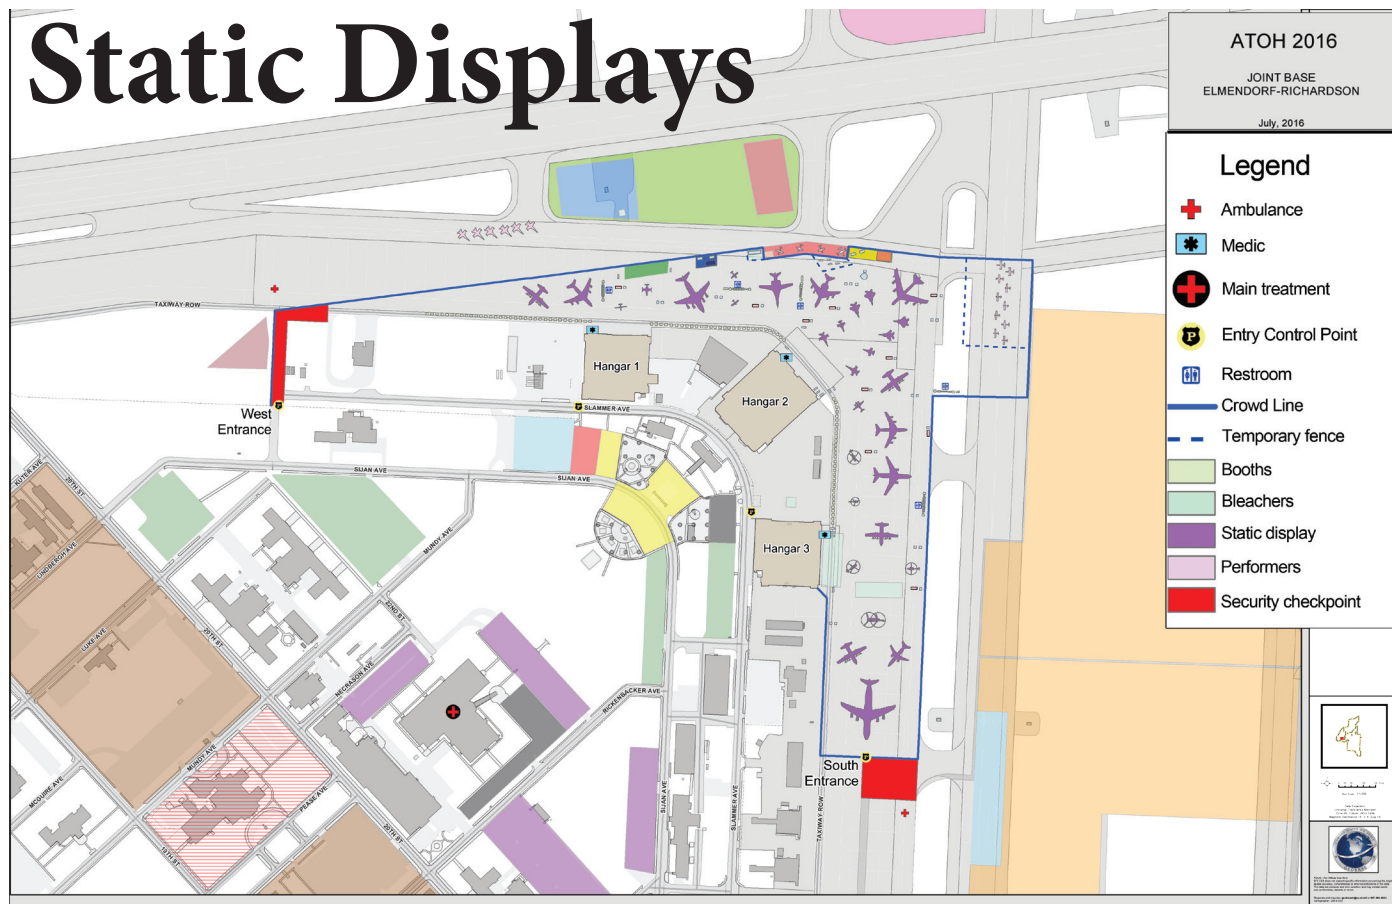 Static Displays
ATOH 2016
JOINT BASE
ELMENDORF-RICHARDSON
July, 2016
Legend
Ambulance
Medic
Main treatment
P
Entry Control Point
Restroom
Crowd Line
Temporary fence
Booths
Bleachers
Static display
Performers
Security checkpoint
TAXIWAY ROW
Hangar 1
Hangar 2
West
Entrance
SLAMMER AVE
SIJAN AVE
SIJAN AVE
KUTER AVE
20TH ST
LINDBERGH AVE
MUNDY AVE
Hangar 3
22ND ST
LUKE AVE
20TH ST
NECRASON AVE
RICKENBACKER AVE
MUNDY AVE
South
Entrance
MCGUIRE AVE
PEASE AVE
SIJAN AVE
SLAMMER AVE
TAXIWAY ROW
20TH ST
19TH ST